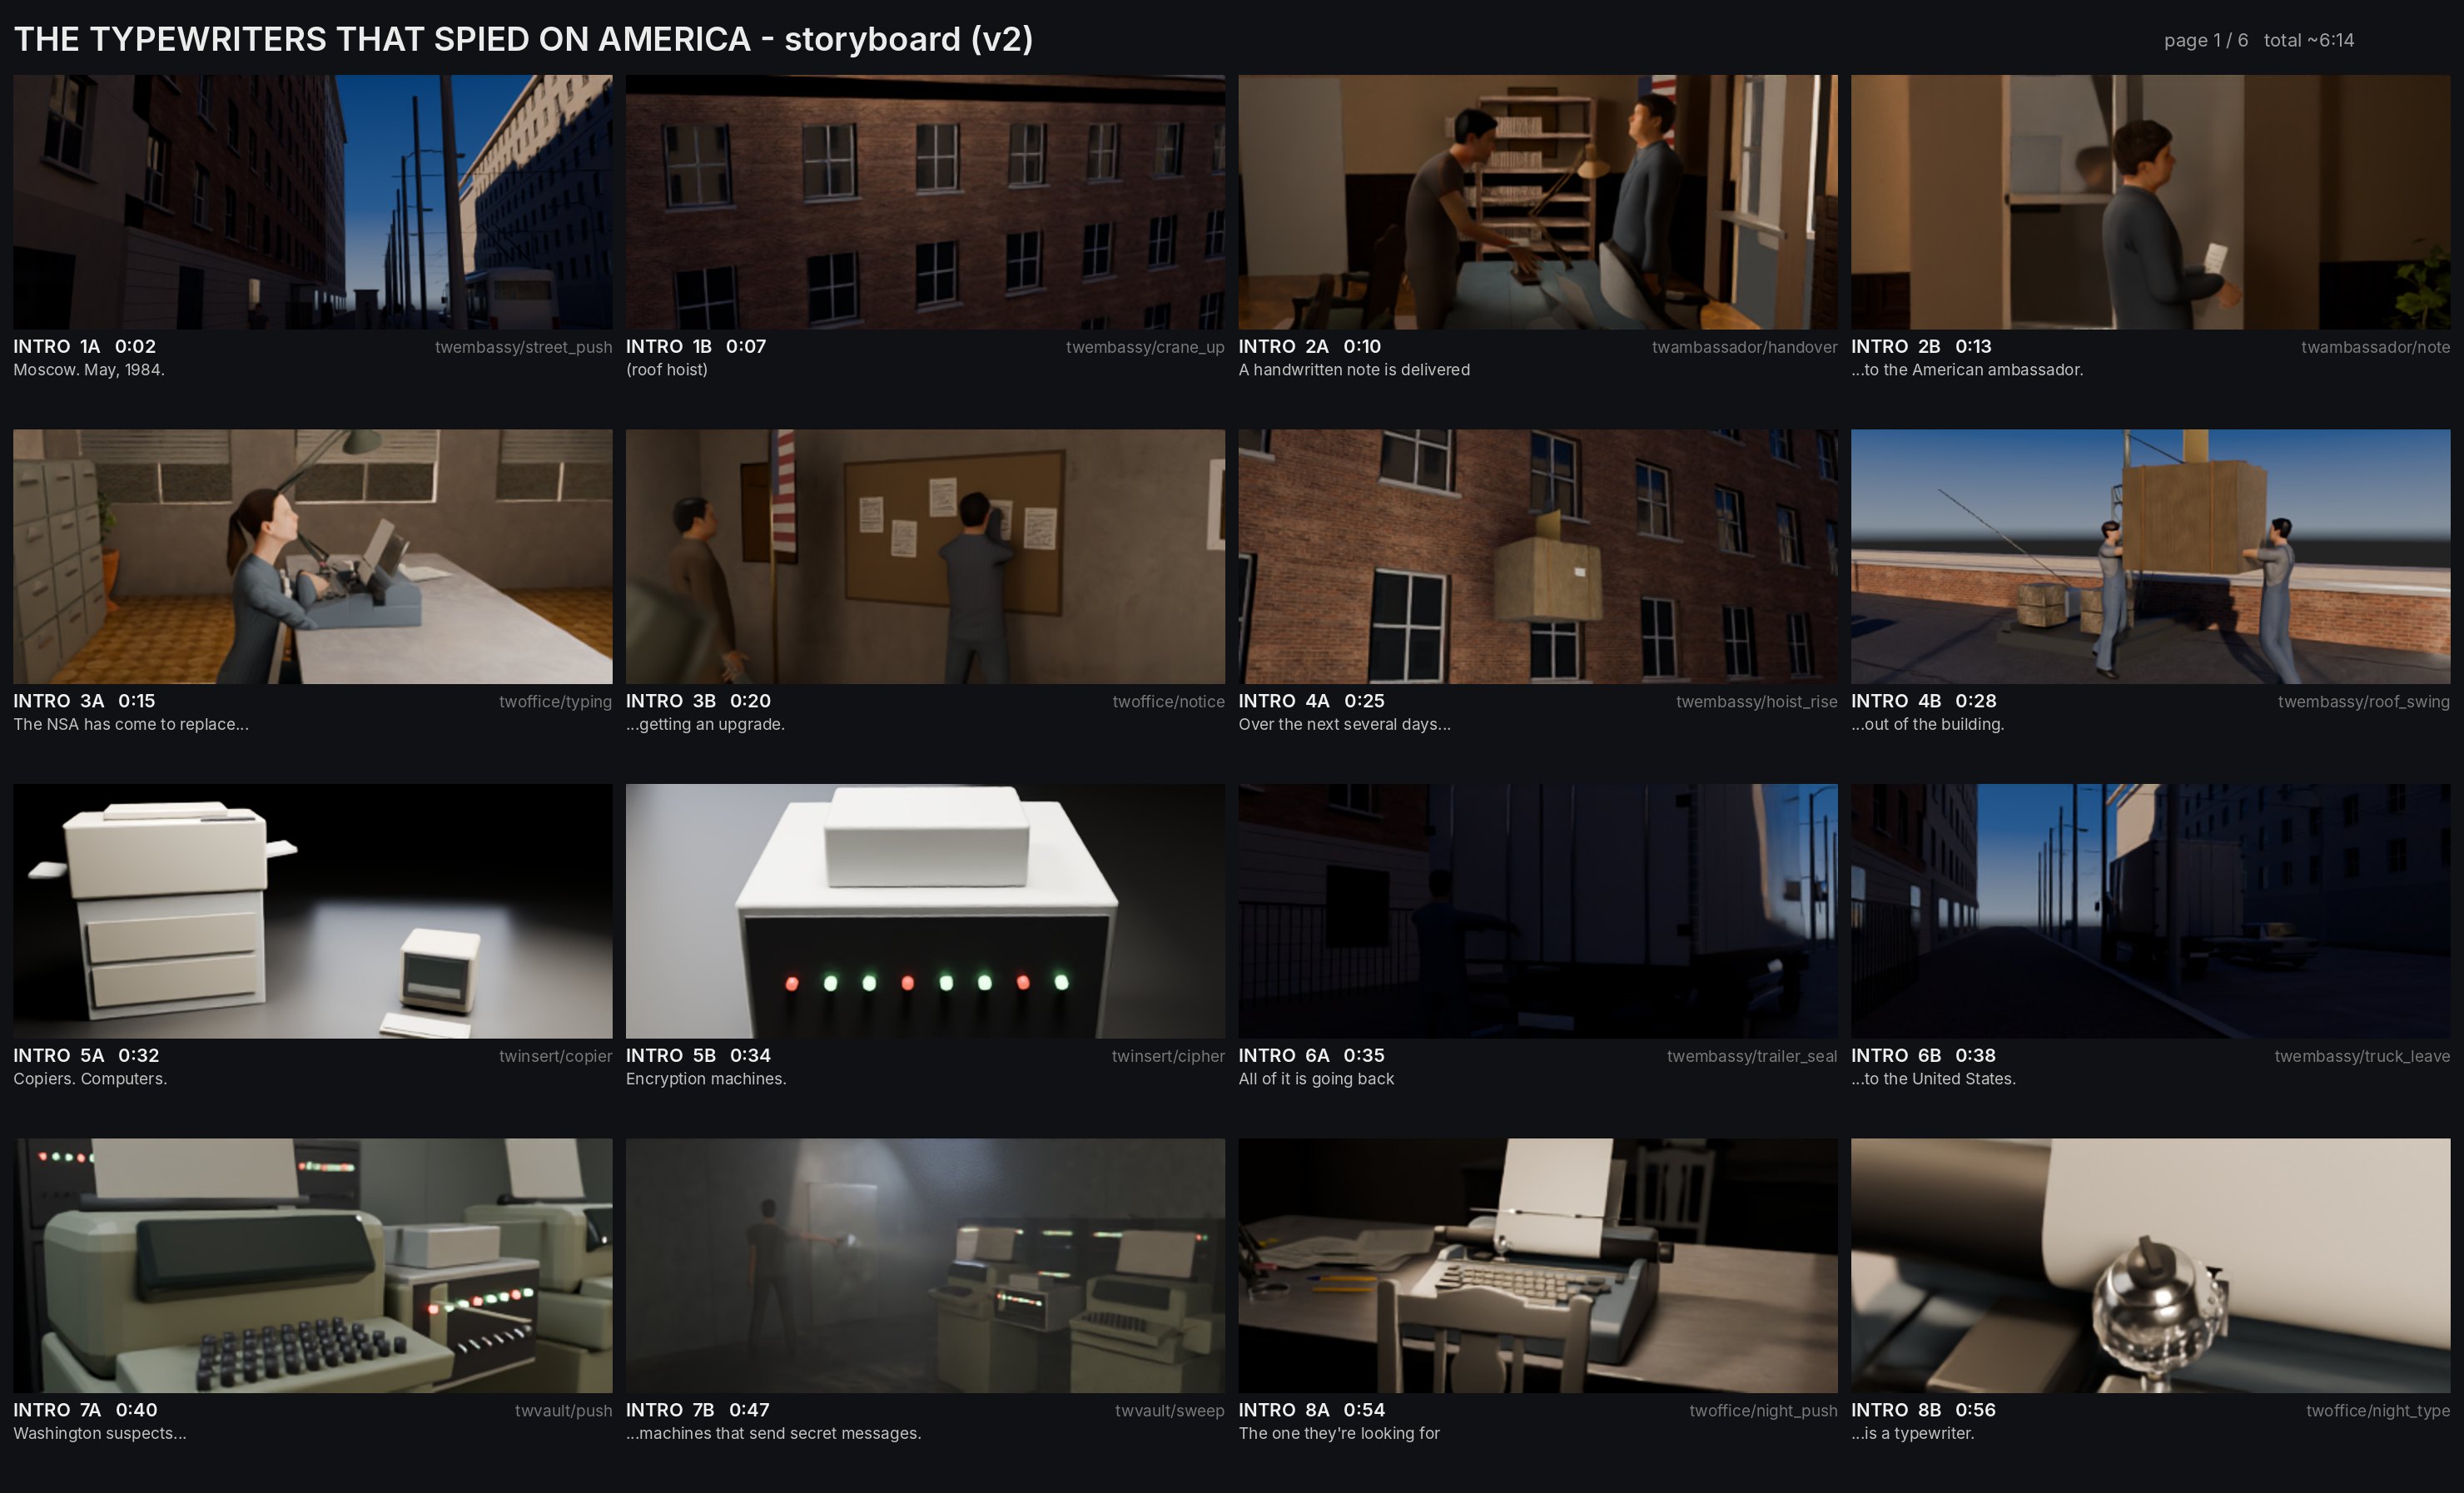 THE TYPEWRITERS THAT SPIED ON AMERICA - storyboard (v2)
page 1 / 6 total ~6:14
INTRO 1A 0:02 twembassy/street_push
Moscow. May, 1984.
INTRO 1B 0:07 twembassy/crane_up
(roof hoist)
INTRO 2A 0:10 twambassador/handover
A handwritten note is delivered
INTRO 2B 0:13 twambassador/note
...to the American ambassador.
INTRO 3A 0:15 twoffice/typing
The NSA has come to replace...
INTRO 3B 0:20 twoffice/notice
...getting an upgrade.
INTRO 4A 0:25 twembassy/hoist_rise
Over the next several days...
INTRO 4B 0:28 twembassy/roof_swing
...out of the building.
INTRO 5A 0:32 twinsert/copier
Copiers. Computers.
INTRO 5B 0:34 twinsert/cipher
Encryption machines.
INTRO 6A 0:35 twembassy/trailer_seal
All of it is going back
INTRO 6B 0:38 twembassy/truck_leave
...to the United States.
INTRO 7A 0:40 twvault/push
Washington suspects...
INTRO 7B 0:47 twvault/sweep
...machines that send secret messages.
INTRO 8A 0:54 twoffice/night_push
The one they're looking for
INTRO 8B 0:56 twoffice/night_type
...is a typewriter.